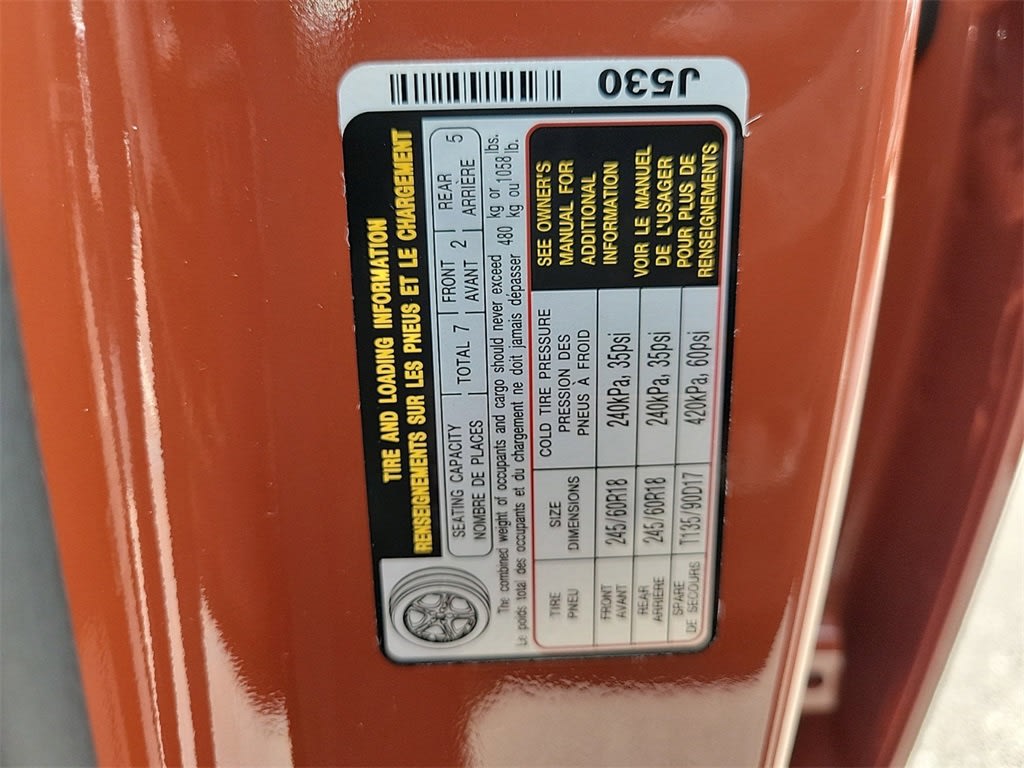 J530
TIRE AND LOADING INFORMATION
RENSEIGNEMENTS SUR LES PNEUS ET LE CHARGEMENT
SEATING CAPACITY TOTAL 7 FRONT 2 REAR 5
NOMBRE DE PLACES AVANT ARRIÈRE
The combined weight of occupants and cargo should never exceed 480 kg or 1058 lbs.
Le poids total des occupants et du chargement ne doit jamais dépasser kg ou lb.
TIRE SIZE COLD TIRE PRESSURE
PNEU DIMENSIONS PRESSION DES
PNEUS À FROID
FRONT 245/60R18 240kPa, 35psi
AVANT
REAR 245/60R18 240kPa, 35psi
ARRIÈRE
SPARE T135/90D17 420kPa, 60psi
DE SECOURS
SEE OWNER'S
MANUAL FOR
ADDITIONAL
INFORMATION
VOIR LE MANUEL
DE L'USAGER
POUR PLUS DE
RENSEIGNEMENTS